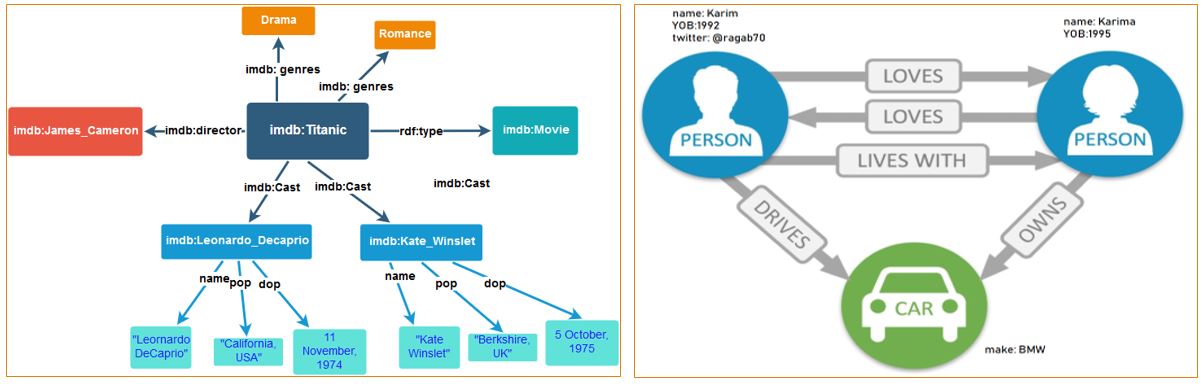 Drama
Romance
imdb: genres
imdb: genres
imdb:James_Cameron
imdb:director
imdb:Titanic
rdf:type
imdb:Movie
imdb:Cast
imdb:Cast
imdb:Cast
imdb:Leonardo_Decaprio
imdb:Kate_Winslet
name
pop
dop
name
pop
dop
"Leornardo
DeCaprio"
"California,
USA"
11
November,
1974
"Kate
Winslet"
"Berkshire,
UK"
5 October,
1975
name: Karim
YOB:1992
twitter: @ragab70
name: Karima
YOB:1995
LOVES
LOVES
LIVES WITH
PERSON
PERSON
DRIVES
OWNS
CAR
make: BMW